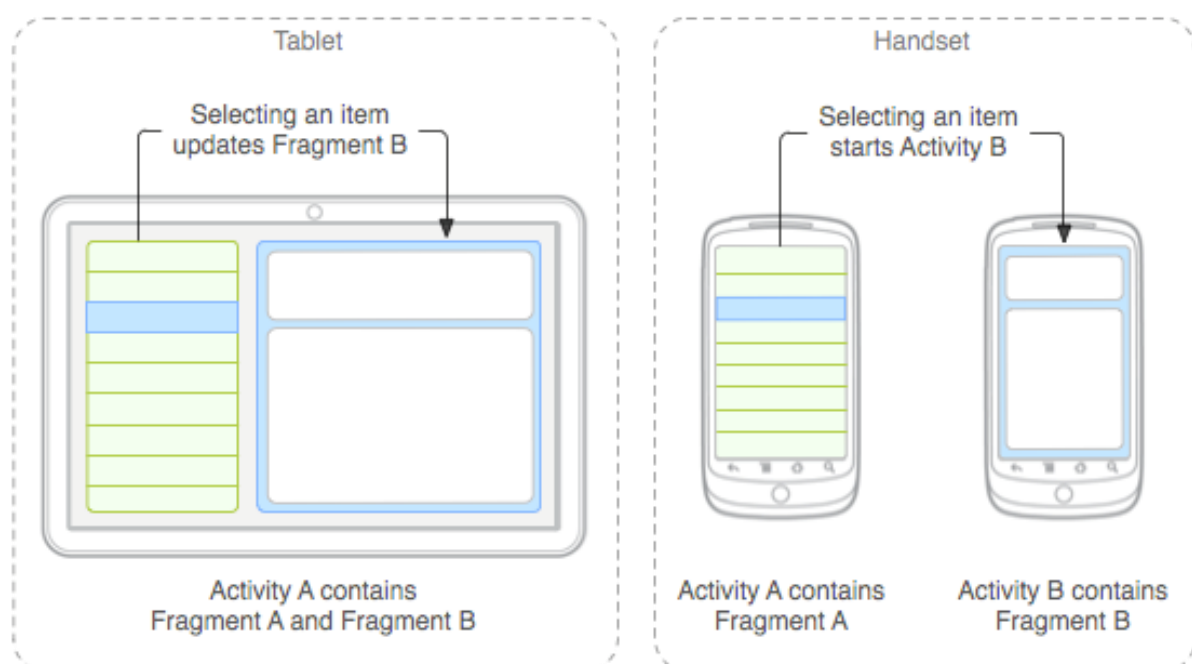 Tablet
Selecting an item
updates Fragment B
Activity A contains
Fragment A and Fragment B
Handset
Selecting an item
starts Activity B
Activity A contains
Fragment A
Activity B contains
Fragment B